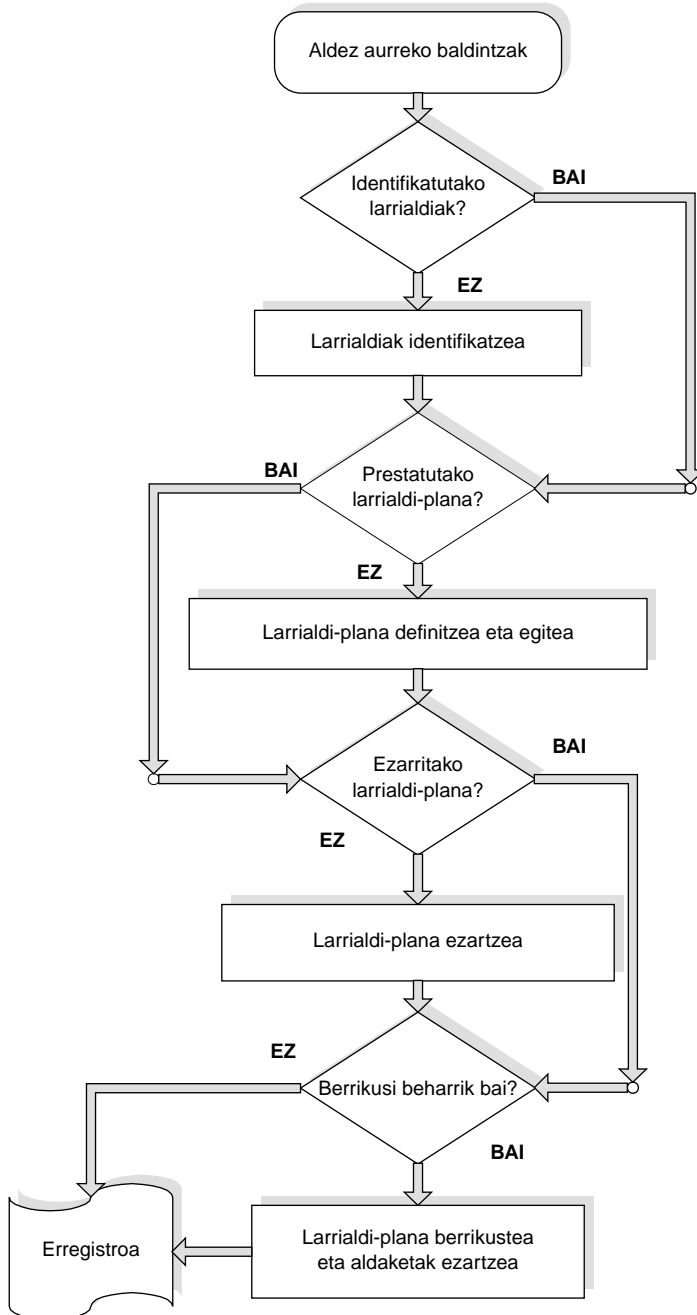 Aldez aurreko baldintzak
Identifikatutako
larrialdiak?
BAI
EZ
Larrialdiak identifikatzea
BAI
Prestatutako
larrialdi-plana?
EZ
Larrialdi-plana definitzea eta egitea
Ezarritako
larrialdi-plana?
BAI
EZ
Larrialdi-plana ezartzea
EZ
Berrikusi beharrik bai?
BAI
Erregistroa
Larrialdi-plana berrikustea
eta aldaketak ezartzea